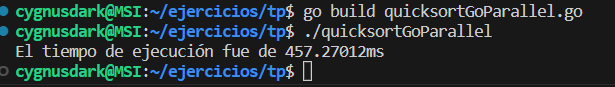 cygnusdark@MSI:~/ejercicios/tp$ go build quicksortGoParallel.go
cygnusdark@MSI:~/ejercicios/tp$ ./quicksortGoParallel
El tiempo de ejecución fue de 457.27012ms
cygnusdark@MSI:~/ejercicios/tp$